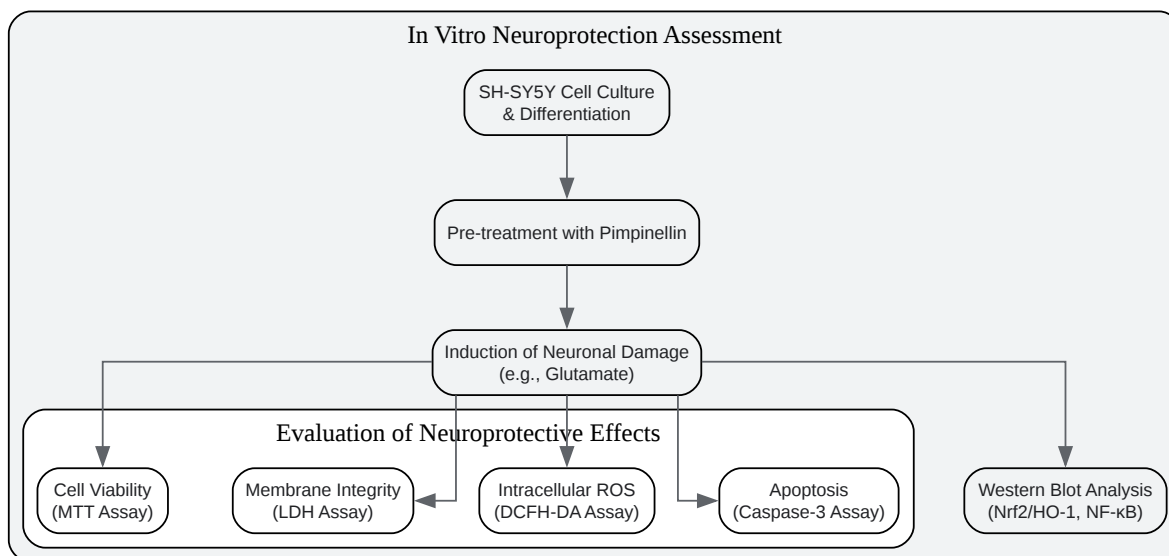 In Vitro Neuroprotection Assessment
SH-SY5Y Cell Culture
& Differentiation
Pre-treatment with Pimpinellin
Induction of Neuronal Damage
(e.g., Glutamate)
Evaluation of Neuroprotective Effects
Cell Viability
(MTT Assay)
Membrane Integrity
(LDH Assay)
Intracellular ROS
(DCFH-DA Assay)
Apoptosis
(Caspase-3 Assay)
Western Blot Analysis
(Nrf2/HO-1, NF-κB)